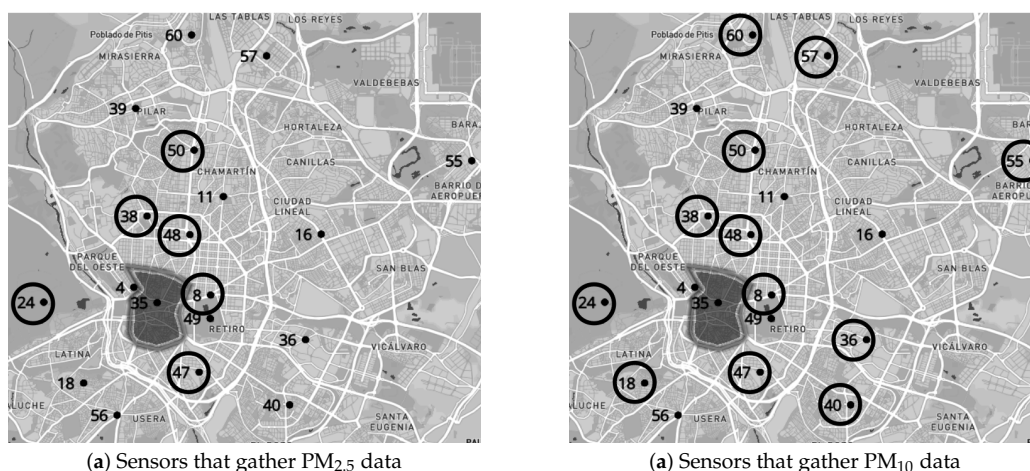 LAS TABLAS
LOS REYES
Poblado de Pitis
60
MIRASIERRA
57
VALDEBEBAS
39
PILAR
HORTALEZA
BARAJ
50
CANILLAS
55
CHAMARTÍN
BARRIO D
AEROPUER
11
CIUDAD
LINEAL
38
48
16
PARQUE
DEL OESTE
SAN BLAS
4
24
35
8
49
RETIRO
36
VICÁLVARO
LATINA
18
47
ALUCHE
56
USERA
40
SANTA
EUGENIA
(a) Sensors that gather PM2.5 data
LAS TABLAS
LOS REYES
Poblado de Pitis
60
MIRASIERRA
57
VALDEBEBAS
39
PILAR
HORTALEZA
BARAJ
50
CANILLAS
55
CHAMARTÍN
BARRIO D
AEROPUER
11
CIUDAD
LINEAL
38
48
16
PARQUE
DEL OESTE
SAN BLAS
4
24
35
8
49
RETIRO
36
VICÁLVARO
LATINA
18
47
ALUCHE
56
USERA
40
SANTA
EUGENIA
(a) Sensors that gather PM10 data